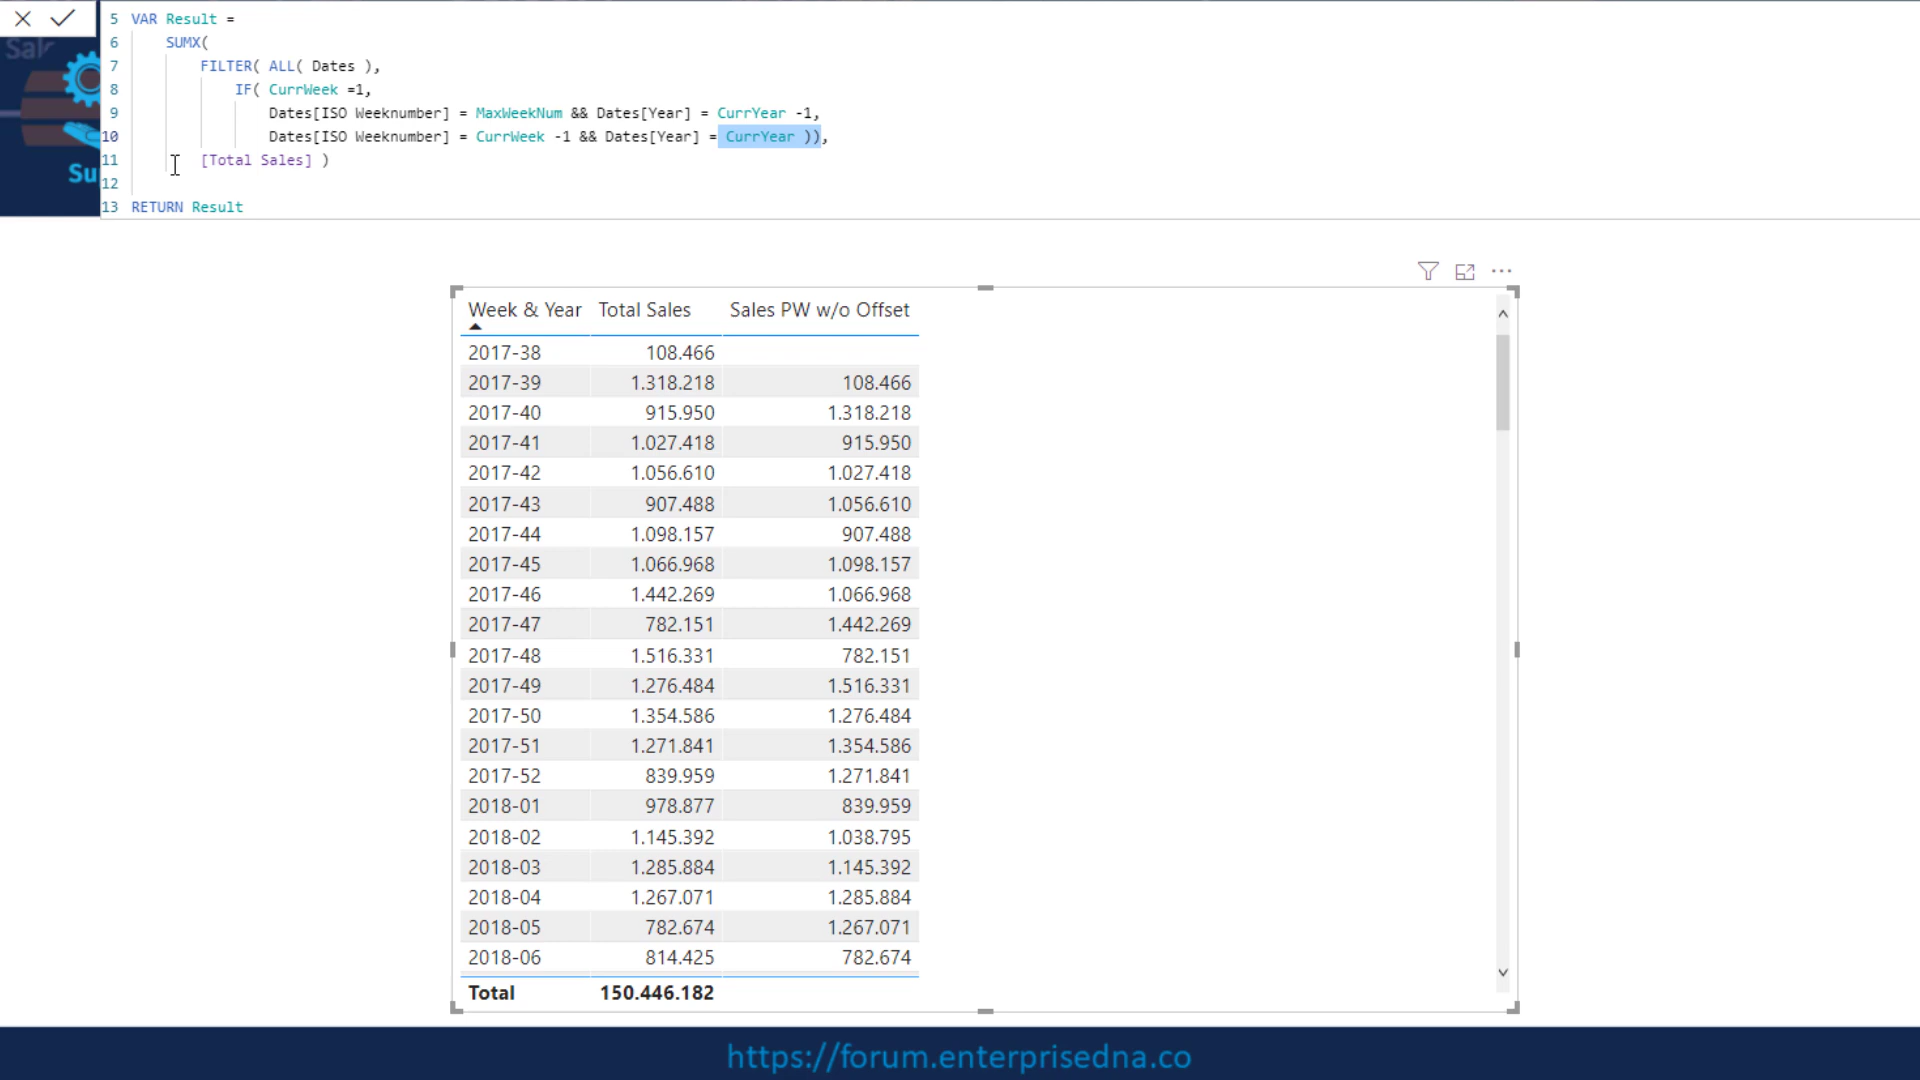 5 VAR Result =
6 SUMX(
7 FILTER( ALL( Dates ),
8 IF( CurrWeek =1,
9 Dates[ISO Weeknumber] = MaxWeekNum && Dates[Year] = CurrYear -1,
10 Dates[ISO Weeknumber] = CurrWeek -1 && Dates[Year] = CurrYear )),
11 [Total Sales] )
12
13 RETURN Result
Sale
Su
Week & Year Total Sales Sales PW w/o Offset
2017-38 108.466
2017-39 1.318.218 108.466
2017-40 915.950 1.318.218
2017-41 1.027.418 915.950
2017-42 1.056.610 1.027.418
2017-43 907.488 1.056.610
2017-44 1.098.157 907.488
2017-45 1.066.968 1.098.157
2017-46 1.442.269 1.066.968
2017-47 782.151 1.442.269
2017-48 1.516.331 782.151
2017-49 1.276.484 1.516.331
2017-50 1.354.586 1.276.484
2017-51 1.271.841 1.354.586
2017-52 839.959 1.271.841
2018-01 978.877 839.959
2018-02 1.145.392 1.038.795
2018-03 1.285.884 1.145.392
2018-04 1.267.071 1.285.884
2018-05 782.674 1.267.071
2018-06 814.425 782.674
Total 150.446.182
https://forum.enterprisedna.co